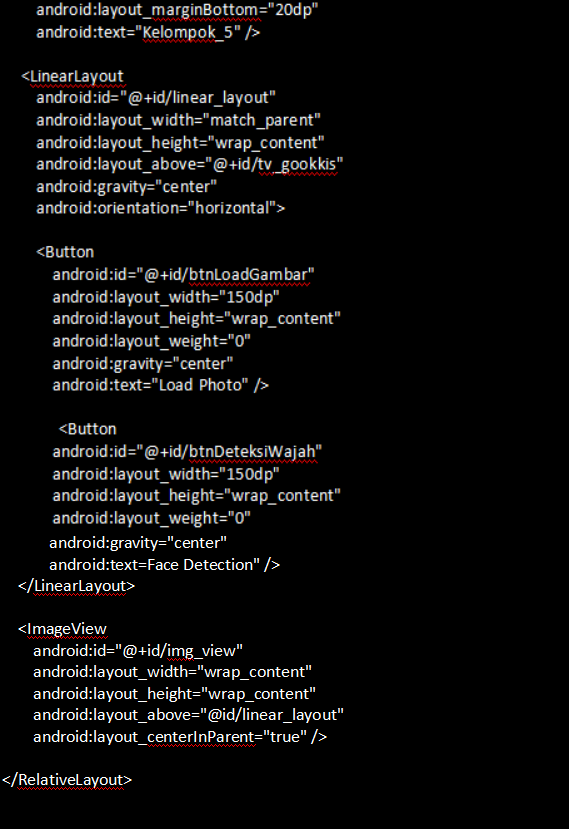 android:layout_marginBottom="20dp"
android:text="Kelompok_5" />
<LinearLayout
android:id="@+id/linear_layout"
android:layout_width="match_parent"
android:layout_height="wrap_content"
android:layout_above="@+id/tv_gookkis"
android:gravity="center"
android:orientation="horizontal">
<Button
android:id="@+id/btnLoadGambar"
android:layout_width="150dp"
android:layout_height="wrap_content"
android:layout_weight="0"
android:gravity="center"
android:text="Load Photo" />
<Button
android:id="@+id/btnDeteksiWajah"
android:layout_width="150dp"
android:layout_height="wrap_content"
android:layout_weight="0"
android:gravity="center"
android:text=Face Detection" />
</LinearLayout>
<ImageView
android:id="@+id/img_view"
android:layout_width="wrap_content"
android:layout_height="wrap_content"
android:layout_above="@id/linear_layout"
android:layout_centerInParent="true" />
</RelativeLayout>